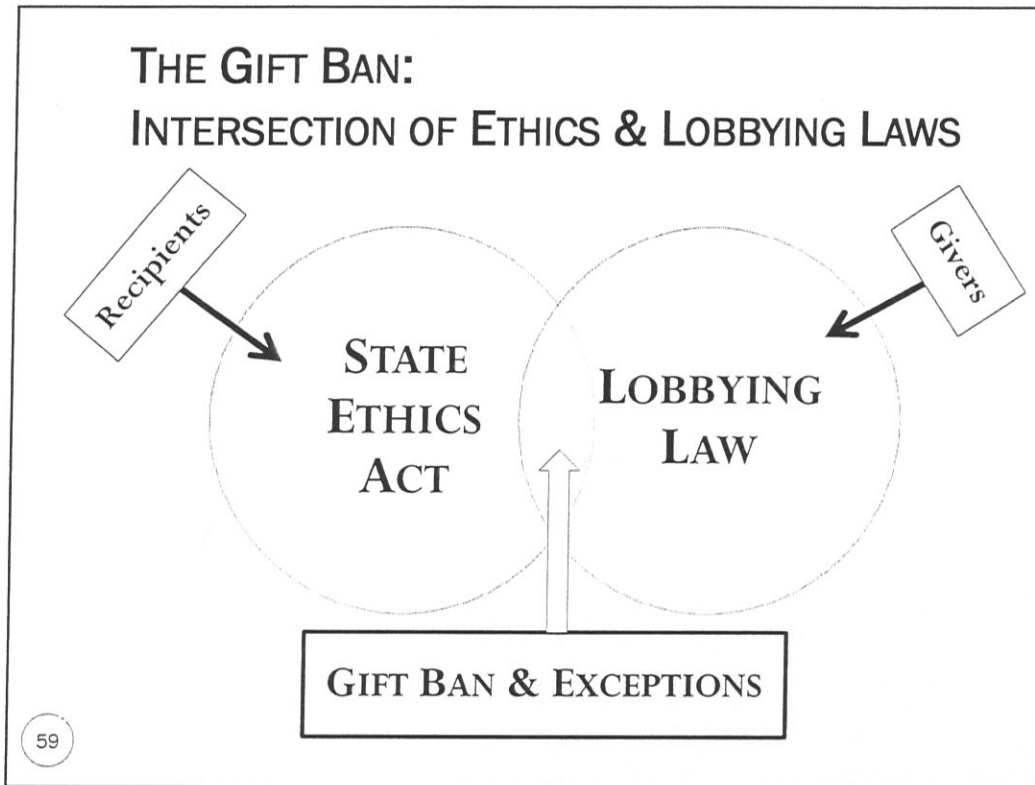 THE GIFT BAN:
INTERSECTION OF ETHICS & LOBBYING LAWS
Recipients
Givers
STATE
ETHICS
ACT
LOBBYING
LAW
GIFT BAN & EXCEPTIONS
59